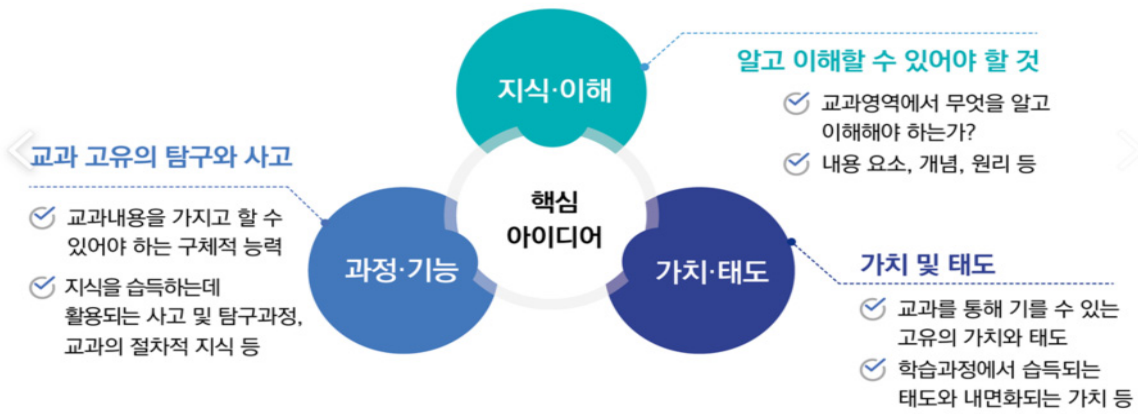 지식·이해
알고 이해할 수 있어야 할 것
교과영역에서 무엇을 알고
이해해야 하는가?
내용 요소, 개념, 원리 등
교과 고유의 탐구와 사고
교과내용을 가지고 할 수
있어야 하는 구체적 능력
지식을 습득하는데
활용되는 사고 및 탐구과정,
교과의 절차적 지식 등
과정·기능
핵심
아이디어
가치·태도
가치 및 태도
교과를 통해 기를 수 있는
고유의 가치와 태도
학습과정에서 습득되는
태도와 내면화되는 가치 등